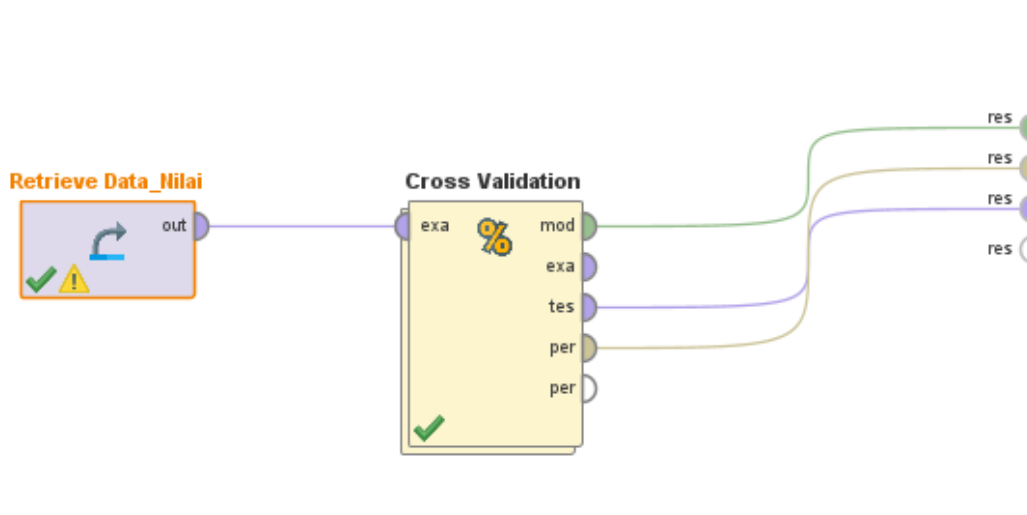 Retrieve Data_Nilai
out
Cross Validation
exa
mod
exa
tes
per
per
res
res
res
res